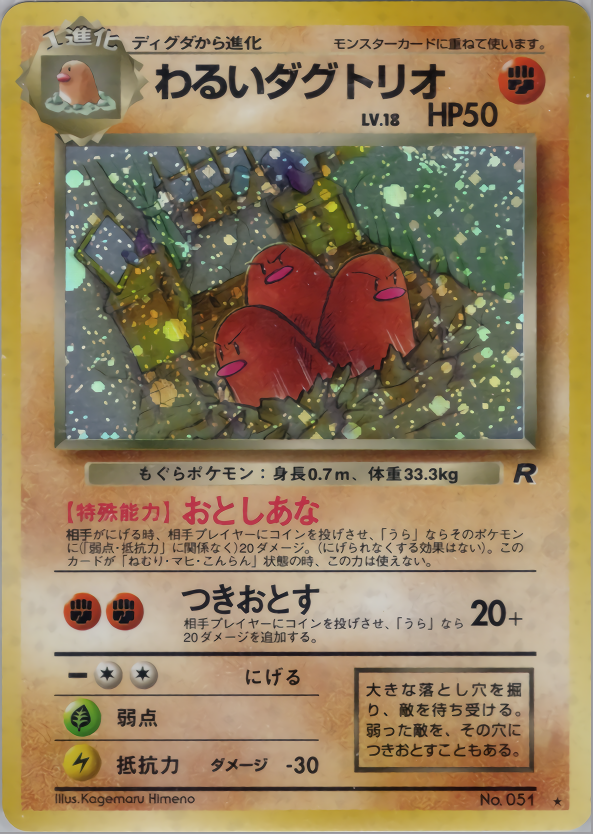 1進化
ディグダから進化
モンスターカードに重ねて使います。
わるいダグトリオ
LV.18 HP50
もぐらポケモン：身長0.7m、体重33.3kg
R
【特殊能力】おとしあな
相手がにげる時、相手プレイヤーにコインを投げさせ、「うら」ならそのポケモン
に(「弱点・抵抗力」に関係なく)20ダメージ。(にげられなくする効果はない)。この
カードが「ねむり・マヒ・こんらん」状態の時、この力は使えない。
つきおとす
相手プレイヤーにコインを投げさせ、「うら」なら
20ダメージを追加する。
20+
にげる
弱点
抵抗力 ダメージ -30
大きな落とし穴を掘
り、敵を待ち受ける。
弱った敵を、その穴に
つきおとすこともある。
Illus.Kagemaru Himeno
No.051 ★